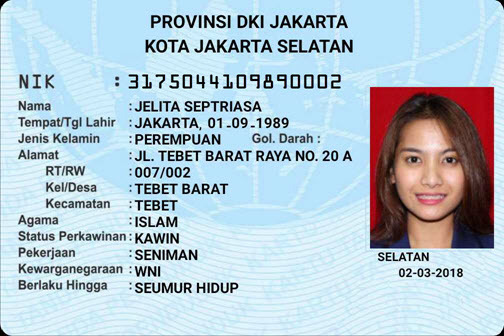 PROVINSI DKI JAKARTA
KOTA JAKARTA SELATAN
NIK : 3175044109890002
Nama : JELITA SEPTRIASA
Tempat/Tgl Lahir : JAKARTA, 01-09-1989
Jenis Kelamin : PEREMPUAN Gol. Darah :
Alamat : JL. TEBET BARAT RAYA NO. 20 A
RT/RW : 007/002
Kel/Desa : TEBET BARAT
Kecamatan : TEBET
Agama : ISLAM
Status Perkawinan : KAWIN
Pekerjaan : SENIMAN
Kewarganegaraan : WNI
Berlaku Hingga : SEUMUR HIDUP
SELATAN
02-03-2018